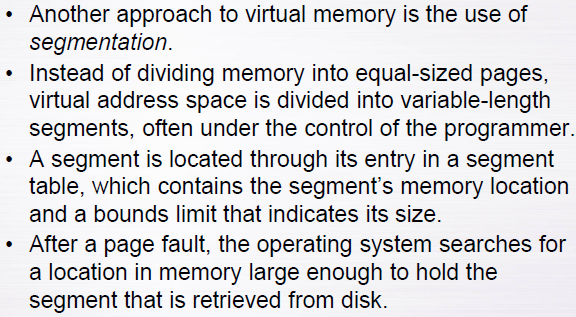 • Another approach to virtual memory is the use of
segmentation.
• Instead of dividing memory into equal-sized pages,
virtual address space is divided into variable-length
segments, often under the control of the programmer.
• A segment is located through its entry in a segment
table, which contains the segment's memory location
and a bounds limit that indicates its size.
• After a page fault, the operating system searches for
a location in memory large enough to hold the
segment that is retrieved from disk.